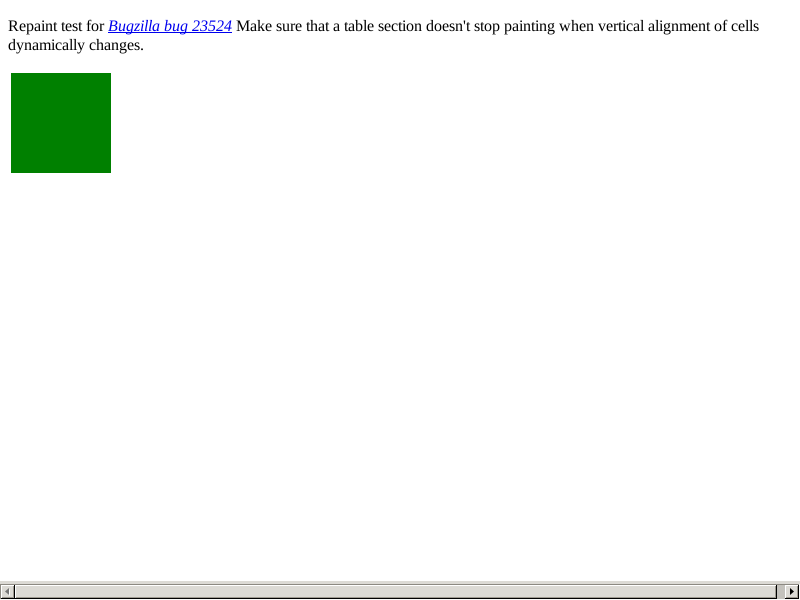 Repaint test for Bugzilla bug 23524 Make sure that a table section doesn't stop painting when vertical alignment of cells
dynamically changes.